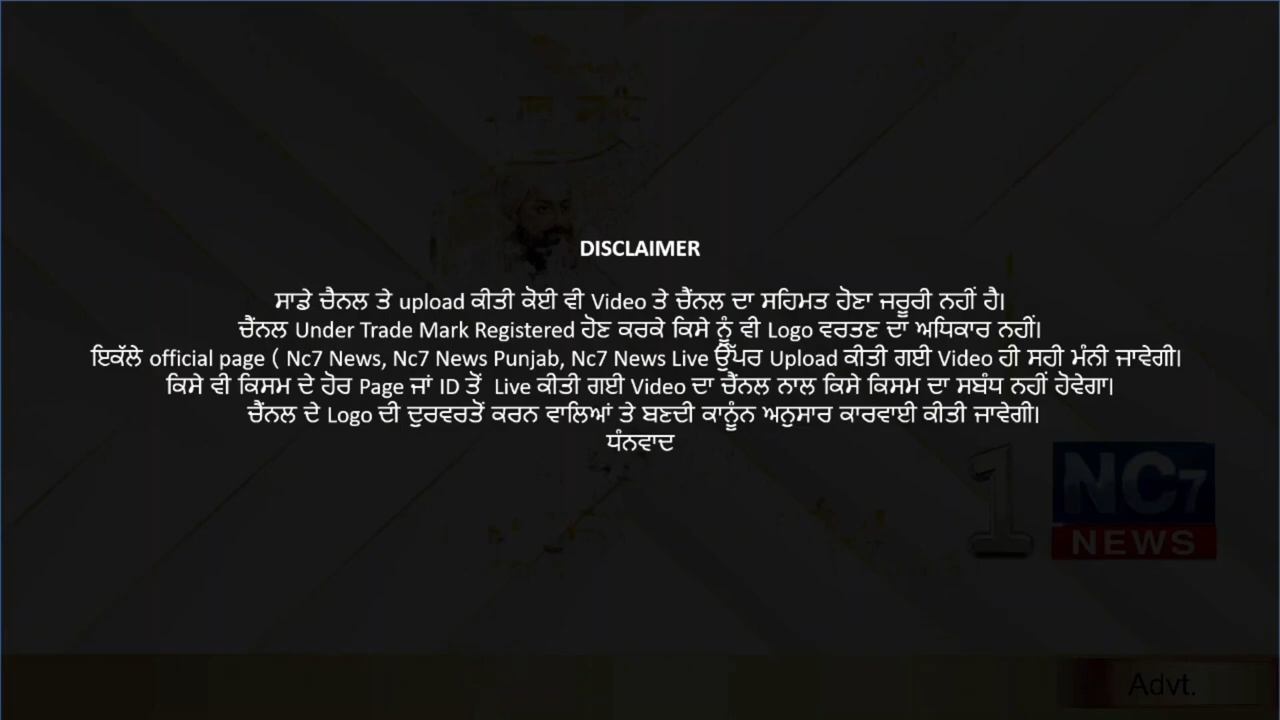 DISCLAIMER
ਸਾਡੇ ਚੈਨਲ ਤੇ upload ਕੀਤੀ ਕੋਈ ਵੀ Video ਤੇ ਚੈਂਨਲ ਦਾ ਸਹਿਮਤ ਹੋਣਾ ਜਰੂਰੀ ਨਹੀਂ ਹੈ।
ਚੈਂਨਲ Under Trade Mark Registered ਹੋਣ ਕਰਕੇ ਕਿਸੇ ਨੂੰ ਵੀ Logo ਵਰਤਣ ਦਾ ਅਧਿਕਾਰ ਨਹੀਂ।
ਇਕੱਲੇ official page ( Nc7 News, Nc7 News Punjab, Nc7 News Live ਉੱਪਰ Upload ਕੀਤੀ ਗਈ Video ਹੀ ਸਹੀ ਮੰਨੀ ਜਾਵੇਗੀ।
ਕਿਸੇ ਵੀ ਕਿਸਮ ਦੇ ਹੋਰ Page ਜਾਂ ID ਤੋਂ Live ਕੀਤੀ ਗਈ Video ਦਾ ਚੈਂਨਲ ਨਾਲ ਕਿਸੇ ਕਿਸਮ ਦਾ ਸਬੰਧ ਨਹੀਂ ਹੋਵੇਗਾ।
ਚੈਂਨਲ ਦੇ Logo ਦੀ ਦੁਰਵਰਤੋਂ ਕਰਨ ਵਾਲਿਆਂ ਤੇ ਬਣਦੀ ਕਾਨੂੰਨ ਅਨੁਸਾਰ ਕਾਰਵਾਈ ਕੀਤੀ ਜਾਵੇਗੀ।
ਧੰਨਵਾਦ
1 NC7
NEWS
Advt.